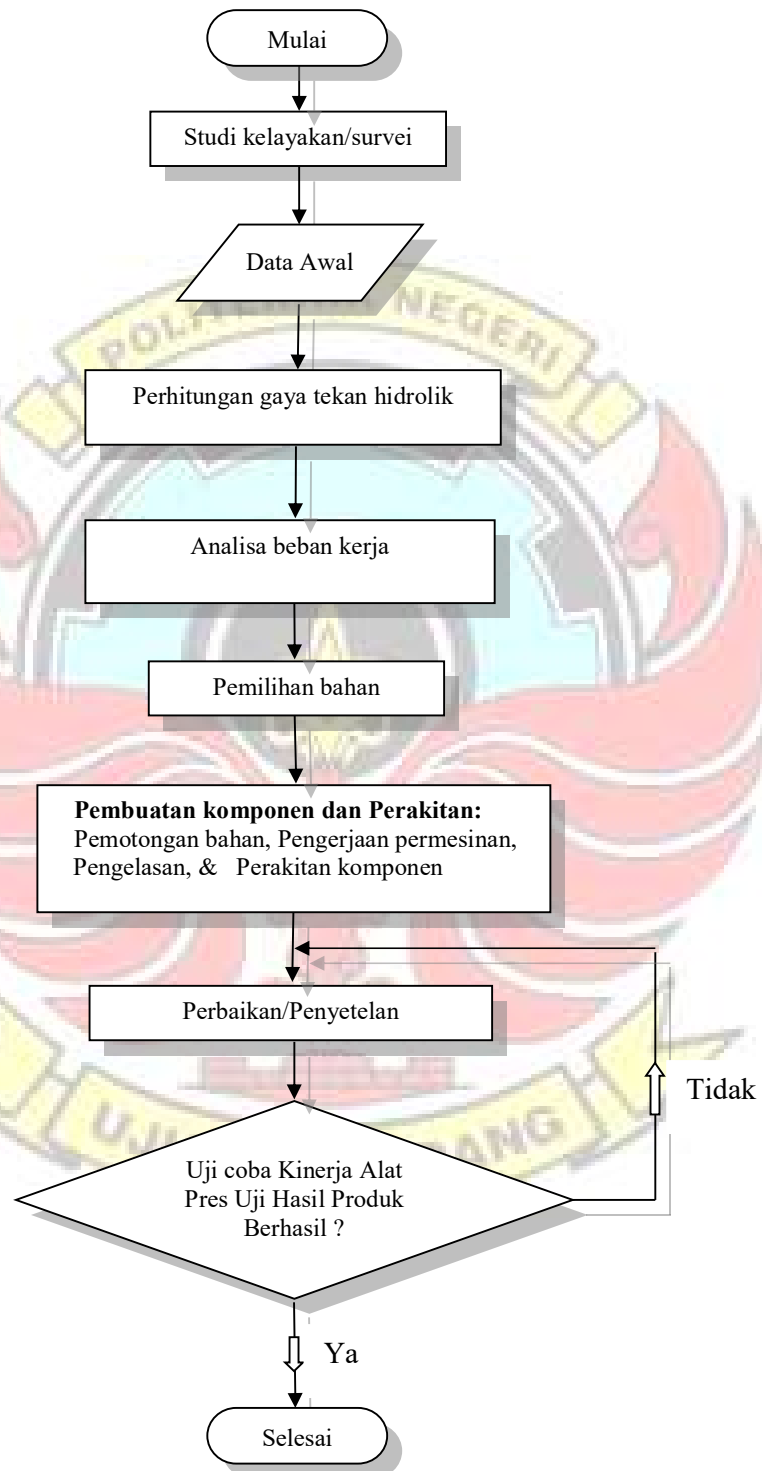 Mulai
Studi kelayakan/survei
Data Awal
NEGERI
Perhitungan gaya tekan hidrolik
Analisa beban kerja
Pemilihan bahan
Pembuatan komponen dan Perakitan:
Pemotongan bahan, Pengerjaan permesinan,
Pengelasan, & Perakitan komponen
Perbaikan/Penyetelan
Tidak
Uji coba Kinerja Alat
Pres Uji Hasil Produk
Berhasil ?
Ya
Selesai